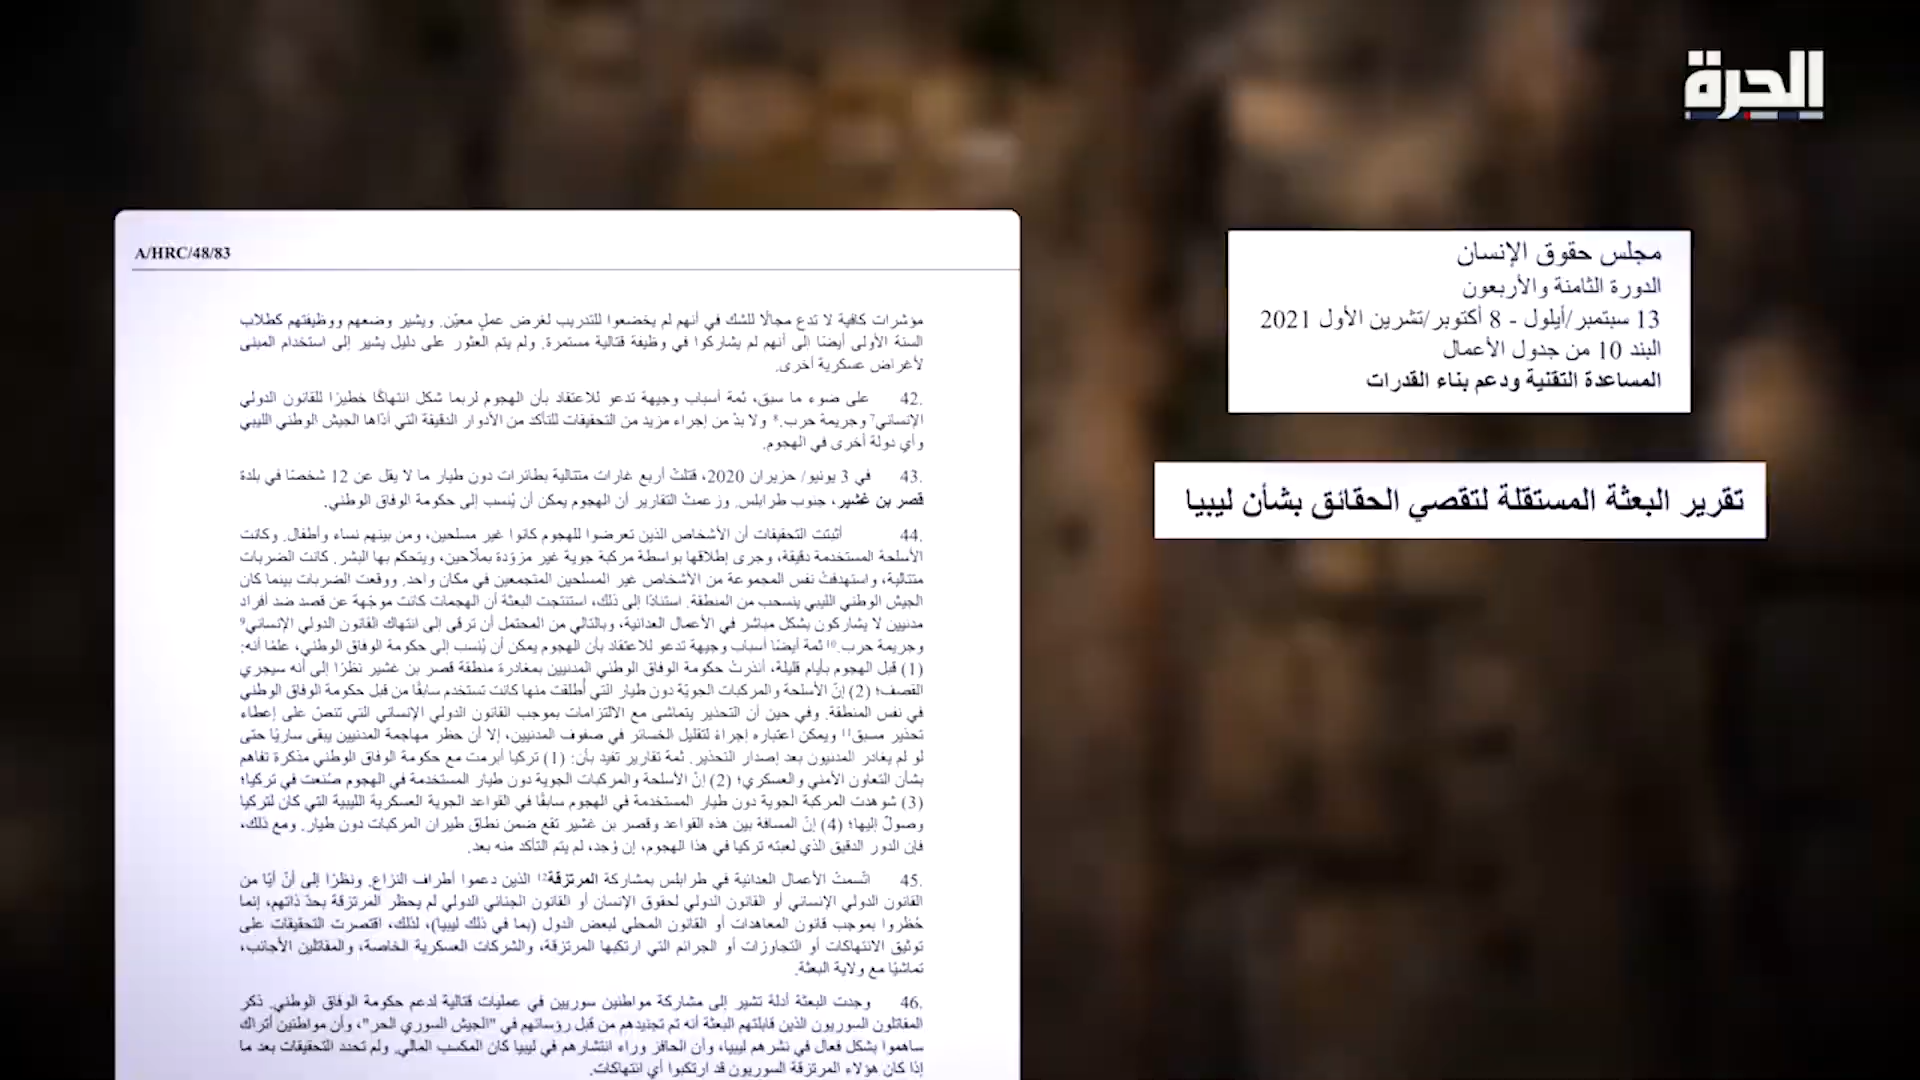 الحرة
مجلس حقوق الإنسان
الدورة الثامنة والأربعون
13 سبتمبر/أيلول - 8 أكتوبر/تشرين الأول 2021
البند 10 من جدول الأعمال
المساعدة التقنية ودعم بناء القدرات
تقرير البعثة المستقلة لتقصي الحقائق بشأن ليبيا
A/HRC/48/83
مؤشرات كافية لا تدع مجالًا للشك في أنهم لم يخضعوا للتدريب لغرض عملٍ معيّن. ويشير وضعهم ووظيفتهم كطلاب
السنة الأولى أيضًا إلى أنهم لم يشاركوا في وظيفة قتالية مستمرة. ولم يتم العثور على دليل يشير إلى استخدام المبنى
لأغراض عسكرية أخرى.
42. على ضوء ما سبق، ثمة أسباب وجيهة تدعو للاعتقاد بأن الهجوم لربما شكل انتهاكًا خطيرًا للقانون الدولي
الإنساني⁷ وجريمة حرب.⁸ ولا بدّ من إجراء مزيد من التحقيقات للتأكد من الأدوار الدقيقة التي أدّاها الجيش الوطني الليبي
وأي دولة أخرى في الهجوم.
43. في 3 يونيو/ حزيران 2020، قتلتْ أربع غارات متتالية بطائرات دون طيار ما لا يقل عن 12 شخصًا في بلدة
قصر بن غشير، جنوب طرابلس. وزعمتْ التقارير أن الهجوم يمكن أن يُنسب إلى حكومة الوفاق الوطني.
44. أثبتت التحقيقات أن الأشخاص الذين تعرضوا للهجوم كانوا غير مسلحين، ومن بينهم نساء وأطفال. وكانت
الأسلحة المستخدمة دقيقة، وجرى إطلاقها بواسطة مركبة جوية غير مزوّدة بملّاحين، ويتحكم بها البشر. كانت الضربات
متتالية، واستهدفتْ نفس المجموعة من الأشخاص غير المسلحين المتجمعين في مكان واحد. ووقعت الضربات بينما كان
الجيش الوطني الليبي ينسحب من المنطقة. استنادًا إلى ذلك، استنتجت البعثة أن الهجمات كانت موجّهة عن قصد ضد أفراد
مدنيين لا يشاركون بشكل مباشر في الأعمال العدائية، وبالتالي من المحتمل أن ترقى إلى انتهاك القانون الدولي الإنساني⁹
وجريمة حرب.¹⁰ ثمة أيضًا أسباب وجيهة تدعو للاعتقاد بأن الهجوم يمكن أن يُنسب إلى حكومة الوفاق الوطني، علمًا أنه:
(1) قبل الهجوم بأيام قليلة، أنذرتْ حكومة الوفاق الوطني المدنيين بمغادرة منطقة قصر بن غشير نظرًا إلى أنه سيجري
القصف؛ (2) إنّ الأسلحة والمركبات الجويّة دون طيار التي أُطلقت منها كانت تستخدم سابقًا من قبل حكومة الوفاق الوطني
في نفس المنطقة. وفي حين أن التحذير يتماشى مع الالتزامات بموجب القانون الدولي الإنساني التي تنصّ على إعطاء
تحذير مسبق¹¹ ويمكن اعتباره إجراءً لتقليل الخسائر في صفوف المدنيين، إلا أن حظر مهاجمة المدنيين يبقى ساريًا حتى
لو لم يغادر المدنيون بعد إصدار التحذير. ثمة تقارير تفيد بأن: (1) تركيا أبرمت مع حكومة الوفاق الوطني مذكرة تفاهم
بشأن التعاون الأمني والعسكري؛ (2) إنّ الأسلحة والمركبات الجوية دون طيار المستخدمة في الهجوم صُنعت في تركيا؛
(3) شوهدت المركبة الجوية دون طيار المستخدمة في الهجوم سابقًا في القواعد الجوية العسكرية الليبية التي كان لتركيا
وصولٌ إليها؛ (4) إنّ المسافة بين هذه القواعد وقصر بن غشير تقع ضمن نطاق طيران المركبات دون طيار. ومع ذلك،
فإن الدور الدقيق الذي لعبته تركيا في هذا الهجوم، إن وُجد، لم يتم التأكد منه بعد.
45. اتّسمتْ الأعمال العدائية في طرابلس بمشاركة المرتزقة¹² الذين دعموا أطراف النزاع. ونظرًا إلى أنّ أيًا من
القانون الدولي الإنساني أو القانون الدولي لحقوق الإنسان أو القانون الجنائي الدولي لم يحظر المرتزقة بحدّ ذاتهم، إنما
حُظروا بموجب قانون المعاهدات أو القانون المحلي لبعض الدول (بما في ذلك ليبيا)، لذلك، اقتصرت التحقيقات على
توثيق الانتهاكات أو التجاوزات أو الجرائم التي ارتكبها المرتزقة، والشركات العسكرية الخاصة، والمقاتلين الأجانب،
تماشيًا مع ولاية البعثة.
46. وجدت البعثة أدلة تشير إلى مشاركة مواطنين سوريين في عمليات قتالية لدعم حكومة الوفاق الوطني. ذكر
المقاتلون السوريون الذين قابلتهم البعثة أنه تم تجنيدهم من قبل رؤسائهم في "الجيش السوري الحر"، وأن مواطنين أتراك
ساهموا بشكل فعال في نشرهم ليبيا، وأن الحافز وراء انتشارهم في ليبيا كان المكسب المالي. ولم تحدد التحقيقات بعد ما
إذا كان هؤلاء المرتزقة السوريون قد ارتكبوا أي انتهاكات.